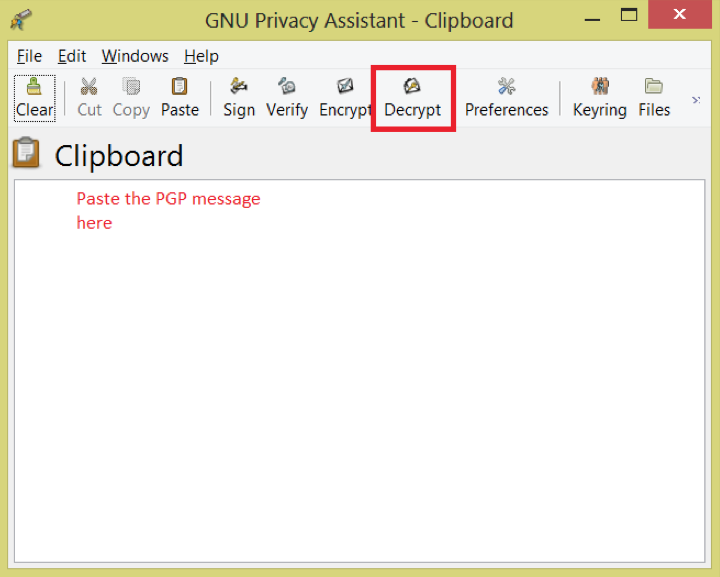 GNU Privacy Assistant - Clipboard
File Edit Windows Help
Clear Cut Copy Paste Sign Verify Encrypt Decrypt Preferences Keyring Files
Clipboard
Paste the PGP message
here